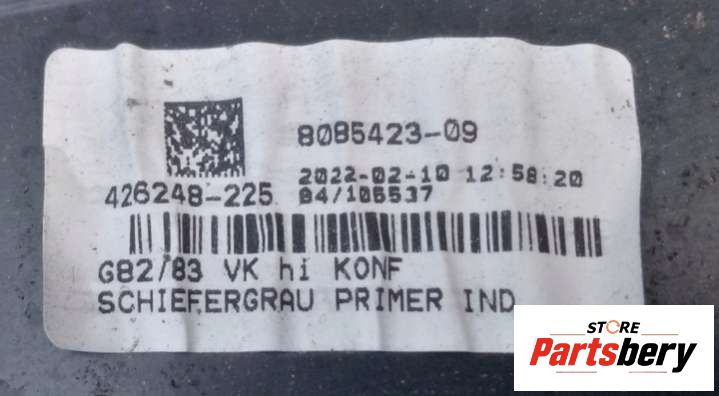 8085423-09
2022-02-10 12:58:20
426248-225 84/106537
G82/83 VK hi KONF
SCHIEFERGRAU PRIMER IND
STORE
Partsbery